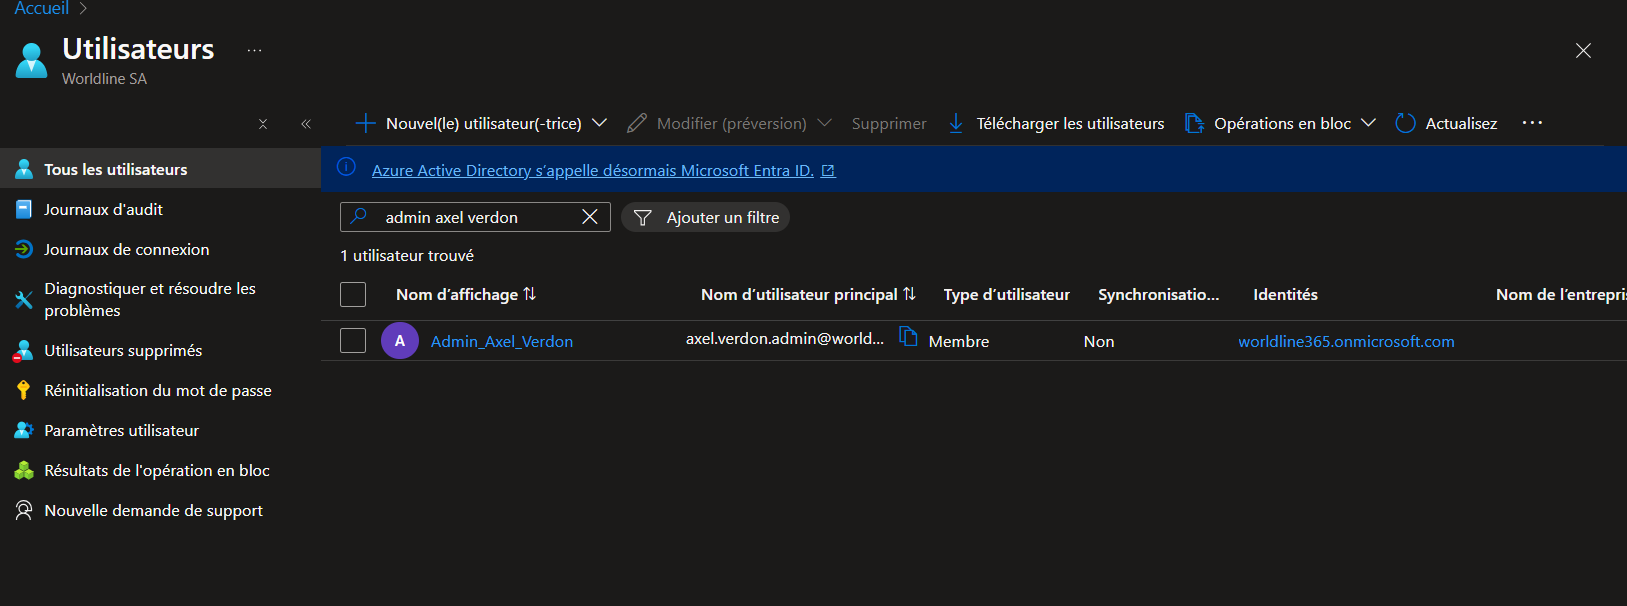 Accueil
Utilisateurs ...
Worldline SA
Nouvel(le) utilisateur(-trice) Modifier (préversion) Supprimer Télécharger les utilisateurs Opérations en bloc Actualisez ...
Tous les utilisateurs
Journaux d'audit
Journaux de connexion
Diagnostiquer et résoudre les
problèmes
Utilisateurs supprimés
Réinitialisation du mot de passe
Paramètres utilisateur
Résultats de l'opération en bloc
Nouvelle demande de support
Azure Active Directory s'appelle désormais Microsoft Entra ID.
admin axel verdon Ajouter un filtre
1 utilisateur trouvé
Nom d'affichage Nom d'utilisateur principal Type d'utilisateur Synchronisatio... Identités Nom de l'entrepris
A Admin_Axel_Verdon axel.verdon.admin@world... Membre Non worldline365.onmicrosoft.com